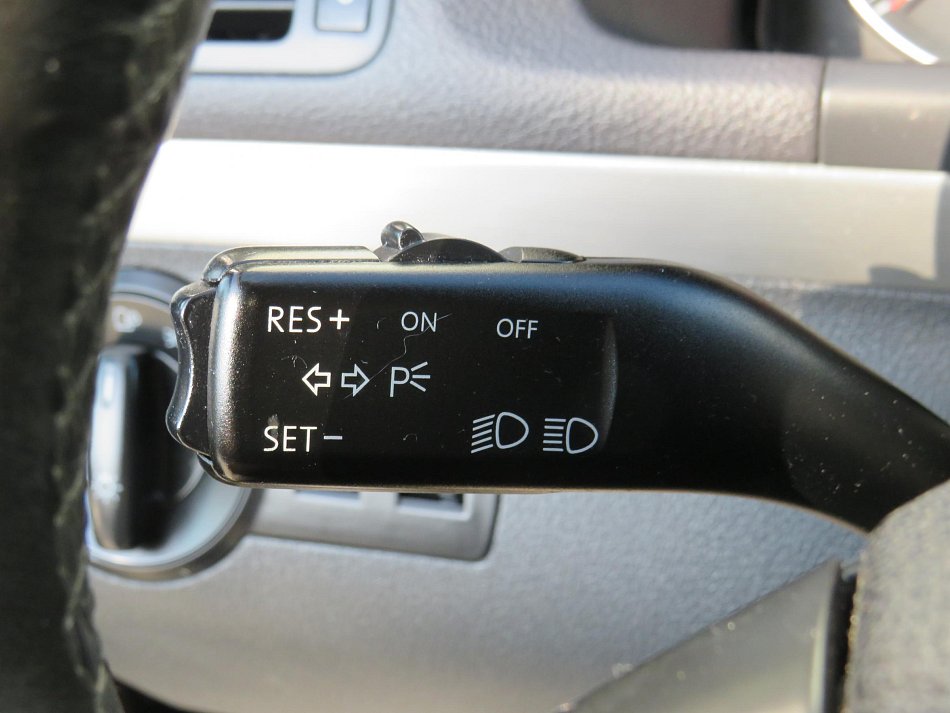 RES+ ON OFF
P
SET-